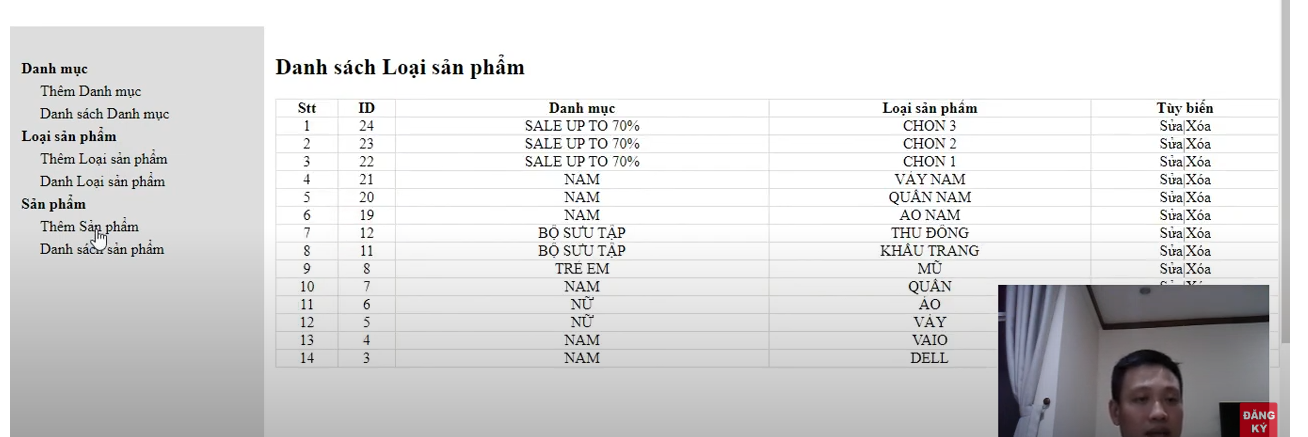 Danh mục
Thêm Danh mục
Danh sách Danh mục
Loại sản phẩm
Thêm Loại sản phẩm
Danh Loại sản phẩm
Sản phẩm
Thêm Sản phẩm
Danh sách sản phẩm
Danh sách Loại sản phẩm
Stt ID Danh mục Loại sản phẩm Tùy biến
1 24 SALE UP TO 70% CHON 3 Sửa|Xóa
2 23 SALE UP TO 70% CHON 2 Sửa|Xóa
3 22 SALE UP TO 70% CHON 1 Sửa|Xóa
4 21 NAM VÁY NAM Sửa|Xóa
5 20 NAM QUẦN NAM Sửa|Xóa
6 19 NAM ÁO NAM Sửa|Xóa
7 12 BỘ SƯU TẬP THU ĐÔNG Sửa|Xóa
8 11 BỘ SƯU TẬP KHẨU TRANG Sửa|Xóa
9 8 TRẺ EM MŨ Sửa|Xóa
10 7 NAM QUẦN
11 6 NỮ ÁO
12 5 NỮ VÁY
13 4 NAM VAIO
14 3 NAM DELL
ĐĂNG
KÝ